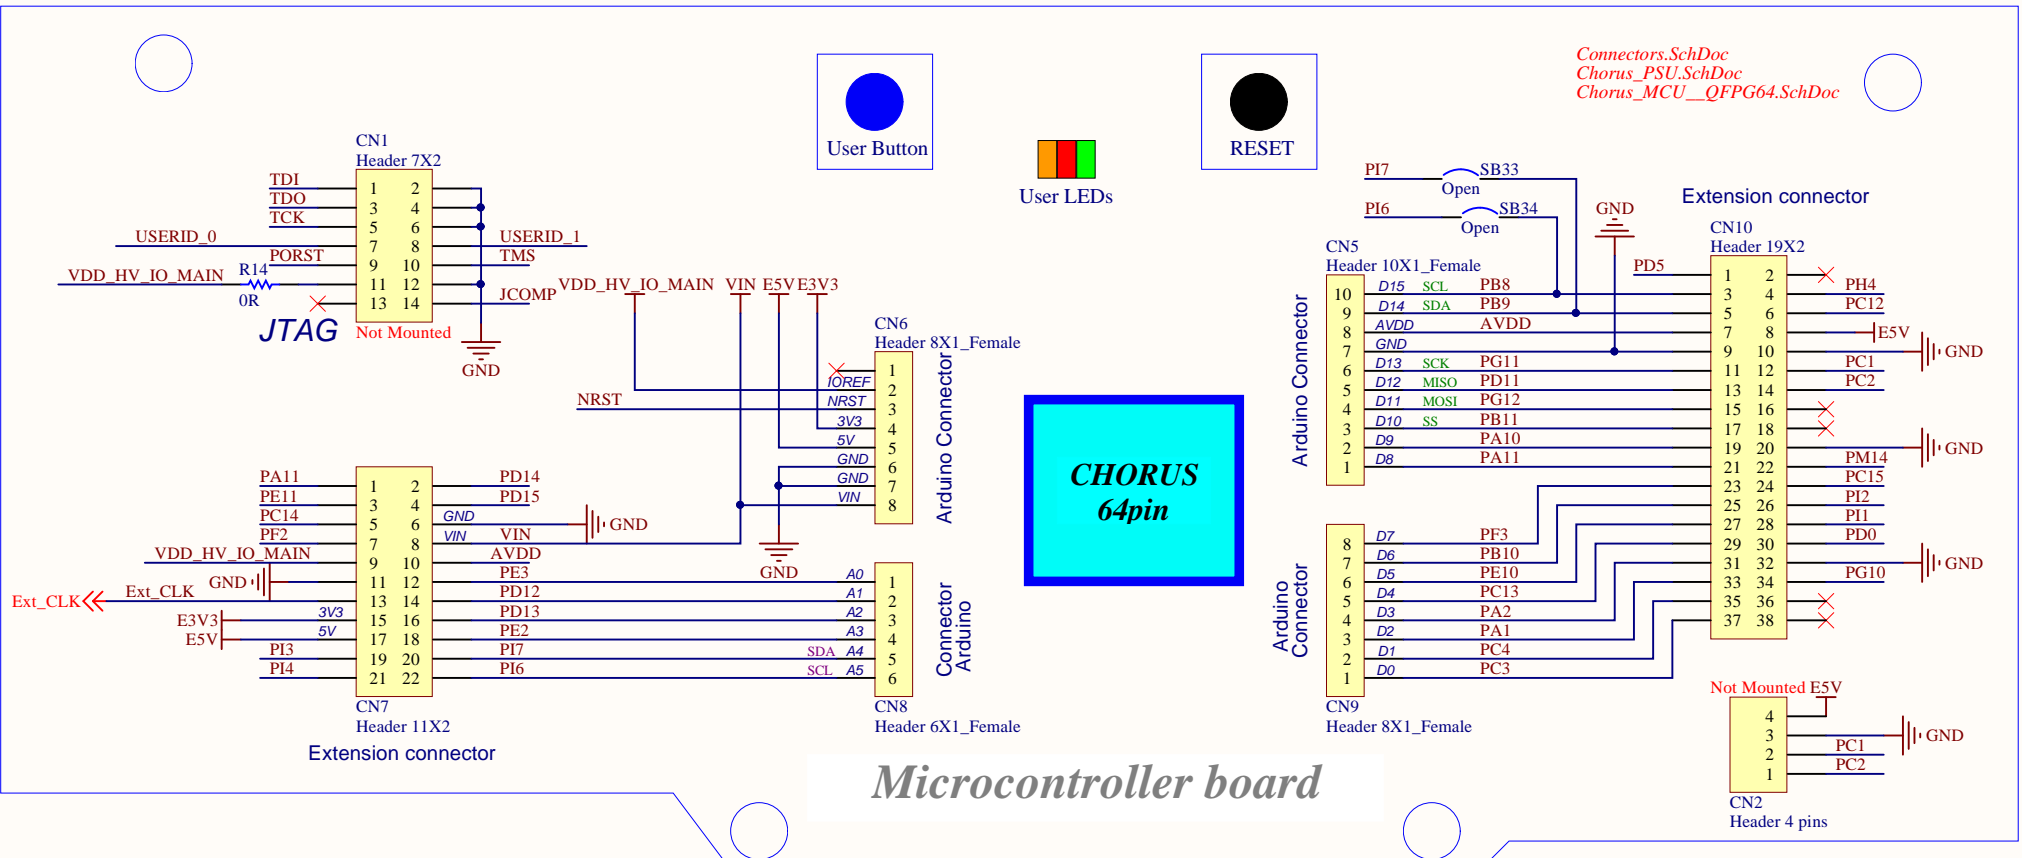 Connectors.SchDoc
Chorus_PSU.SchDoc
Chorus_MCU__QFPG64.SchDoc
User Button
RESET
User LEDs
CN1
Header 7X2
TDI 1 2
TDO 3 4
TCK 5 6
USERID_0 7 8 USERID_1
PORST 9 10 TMS
VDD_HV_IO_MAIN R14 0R 11 12
13 14 JCOMP
JTAG
Not Mounted
GND
VDD_HV_IO_MAIN VIN E5V E3V3
CN6
Header 8X1_Female
1
IOREF 2
NRST NRST 3
3V3 4
5V 5
GND 6
GND 7
VIN 8
Arduino Connector
GND
PA11 1 2 PD14
PE11 3 4 PD15
PC14 5 6 GND GND
PF2 7 8 VIN VIN
VDD_HV_IO_MAIN 9 10 AVDD
GND 11 12 PE3 A0 1
Ext_CLK Ext_CLK 13 14 PD12 A1 2
E3V3 3V3 15 16 PD13 A2 3
E5V 5V 17 18 PE2 A3 4
PI3 19 20 PI7 SDA A4 5
PI4 21 22 PI6 SCL A5 6
Connector
Arduino
CN7
Header 11X2
Extension connector
CN8
Header 6X1_Female
CHORUS
64pin
PI7 SB33
Open
PI6 SB34
Open
GND
Extension connector
CN10
Header 19X2
CN5
Header 10X1_Female
Arduino Connector
PD5 1 2
10 D15 SCL PB8 3 4 PH4
9 D14 SDA PB9 5 6 PC12
8 AVDD AVDD 7 8 E5V
7 GND 9 10 GND
6 D13 SCK PG11 11 12 PC1
5 D12 MISO PD11 13 14 PC2
4 D11 MOSI PG12 15 16
3 D10 SS PB11 17 18
2 D9 PA10 19 20 GND
1 D8 PA11 21 22 PM14
23 24 PC15
25 26 PI2
27 28 PI1
29 30 PD0
31 32 GND
33 34 PG10
35 36
37 38
8 D7 PF3
7 D6 PB10
6 D5 PE10
5 D4 PC13
4 D3 PA2
3 D2 PA1
2 D1 PC4
1 D0 PC3
Arduino
Connector
CN9
Header 8X1_Female
Not Mounted E5V
4
3 GND
2 PC1
1 PC2
CN2
Header 4 pins
Microcontroller board